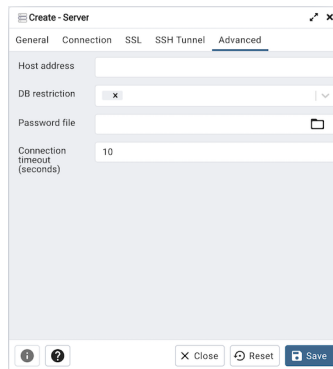 Create - Server
General Connection SSL SSH Tunnel Advanced
Host address
DB restriction
Password file
Connection
timeout
(seconds)
10
Close Reset Save